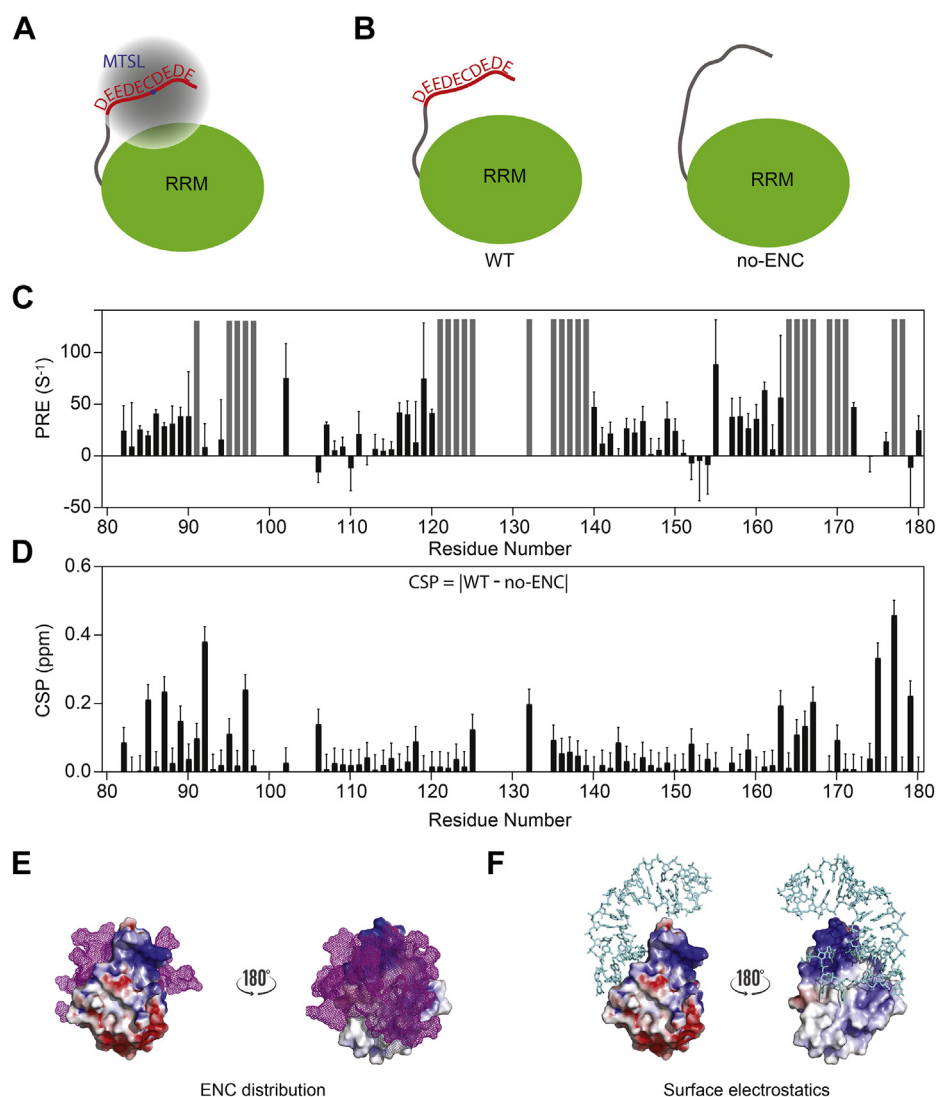 A
MTSL
DEEDECDEDE
RRM
B
DEEDECDEDE
RRM
WT
RRM
no-ENC
C
PRE (S-1)
100
50
0
-50
80 90 100 110 120 130 140 150 160 170 180
Residue Number
D
CSP = |WT - no-ENC|
CSP (ppm)
0.6
0.4
0.2
0.0
80 90 100 110 120 130 140 150 160 170 180
Residue Number
E
180°
ENC distribution
F
180°
Surface electrostatics